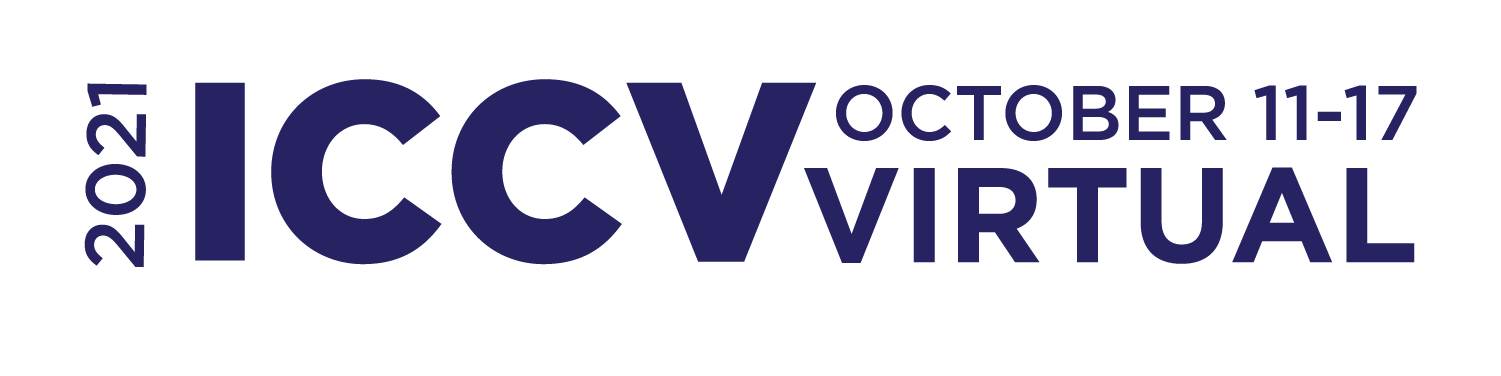 2021
ICCV
OCTOBER 11-17
VIRTUAL